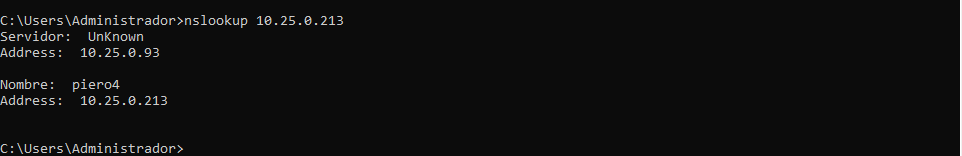 C:\Users\Administrador>nslookup 10.25.0.213
Servidor:  UnKnown
Address:  10.25.0.93
Nombre:  piero4
Address:  10.25.0.213
C:\Users\Administrador>